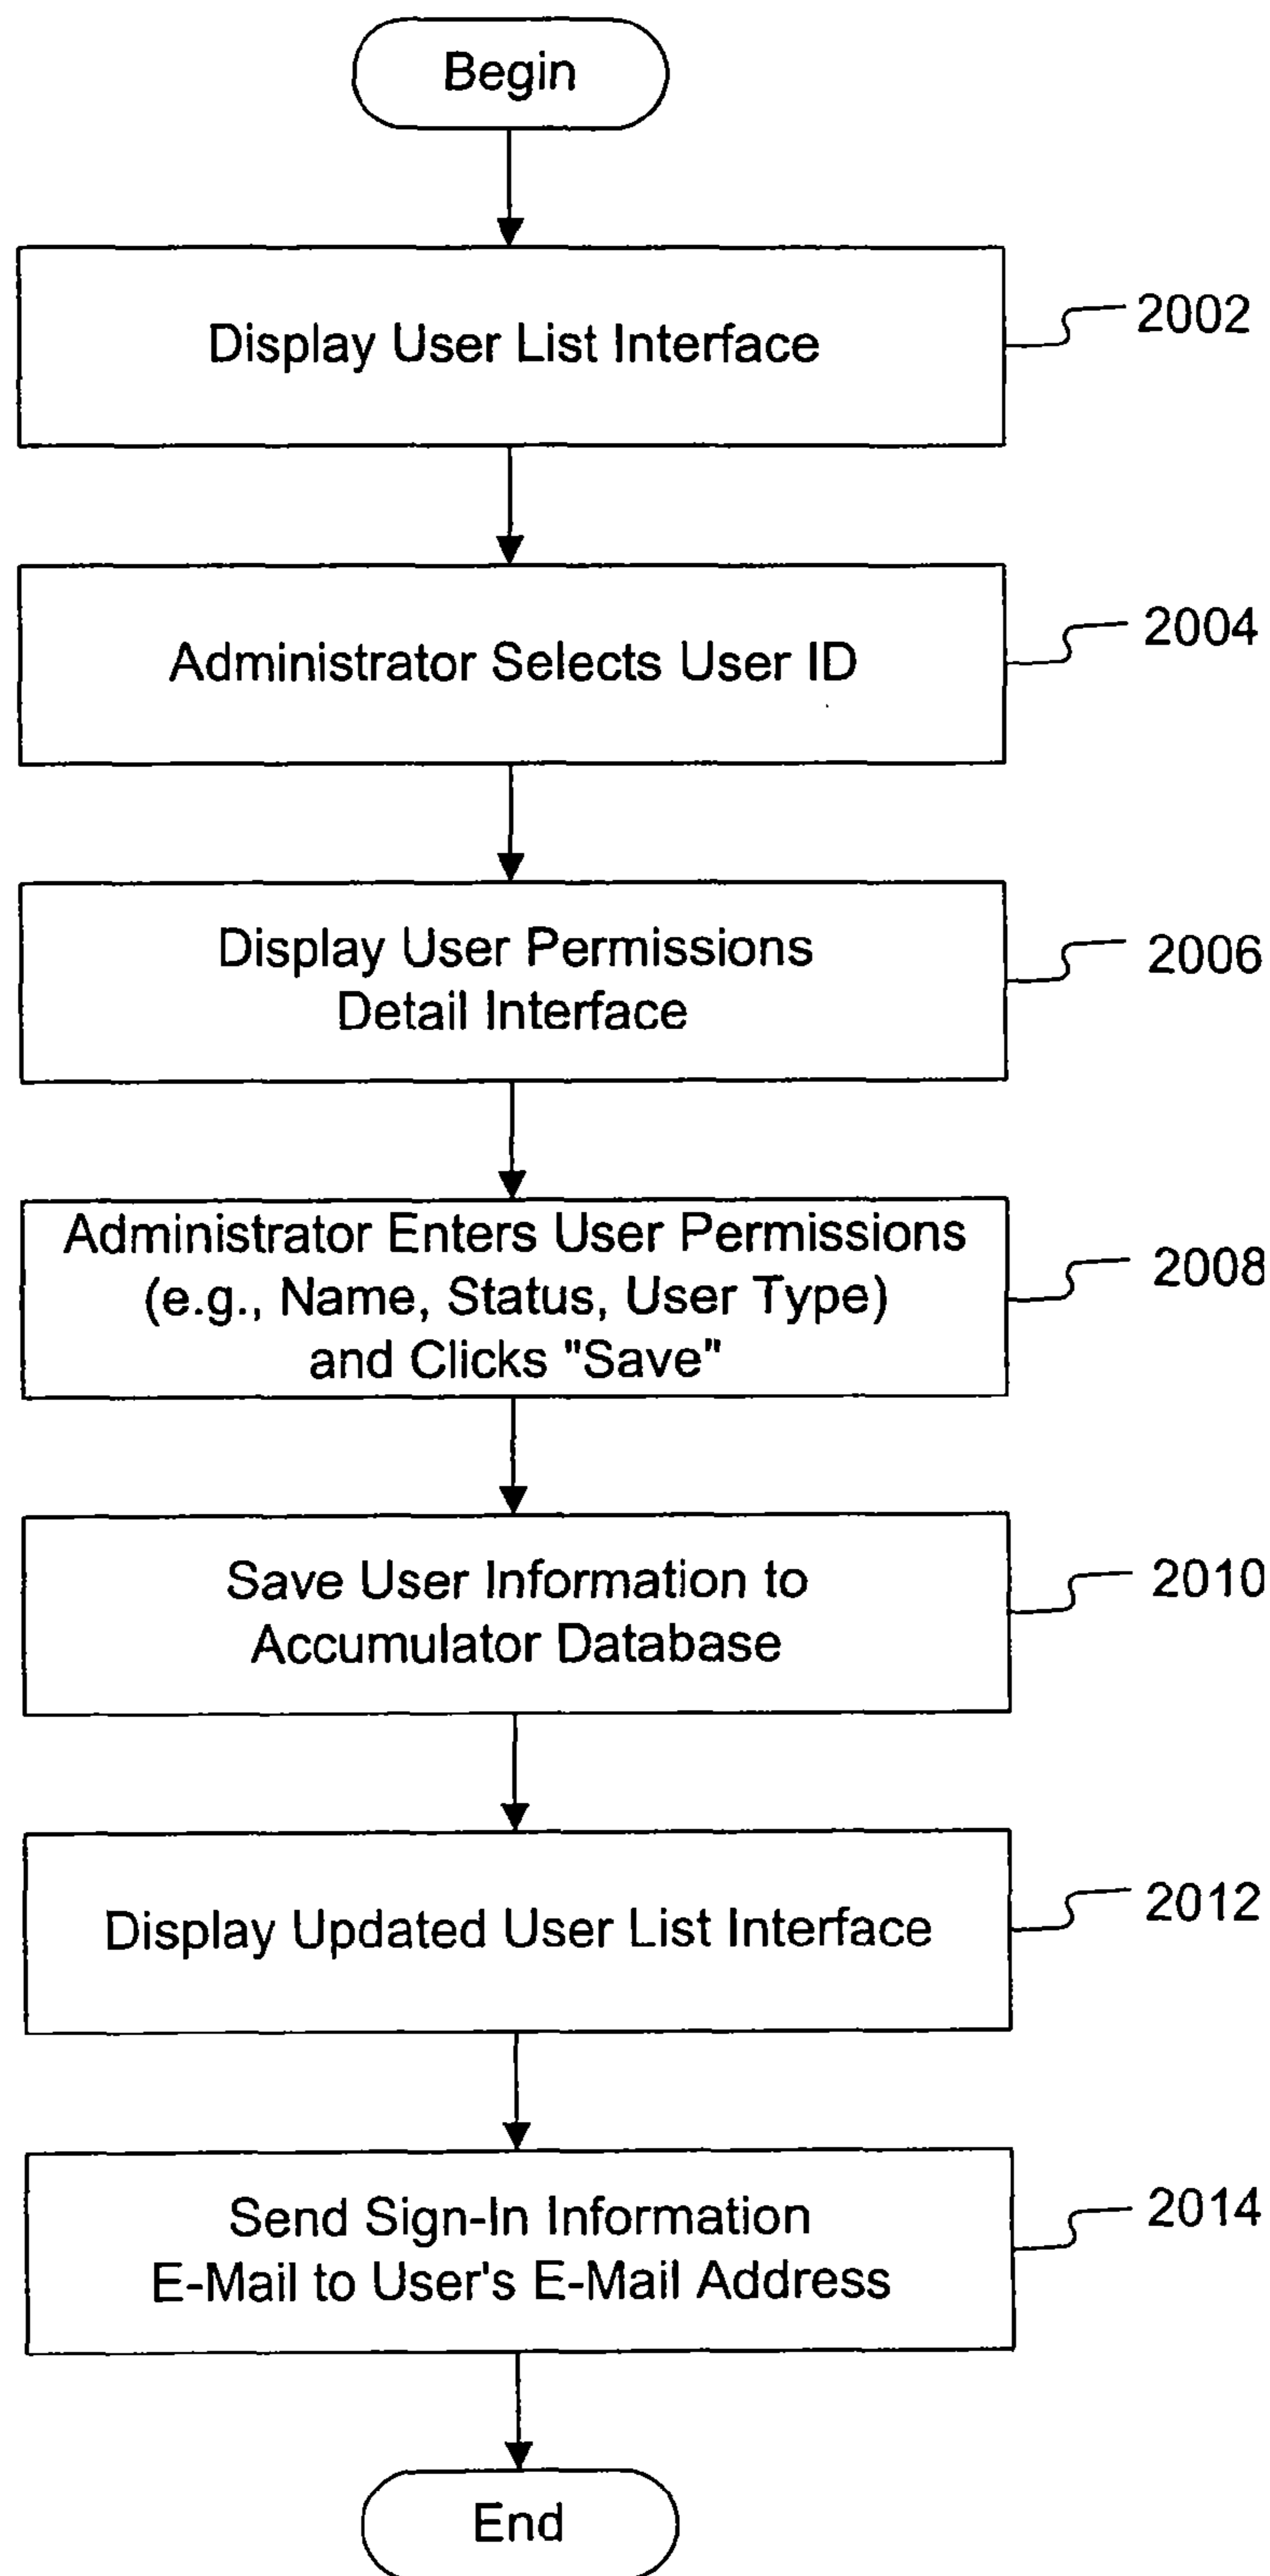 Begin
Display User List Interface
2002
Administrator Selects User ID
2004
Display User Permissions
Detail Interface
2006
Administrator Enters User Permissions
(e.g., Name, Status, User Type)
and Clicks "Save"
2008
Save User Information to
Accumulator Database
2010
Display Updated User List Interface
2012
Send Sign-In Information
E-Mail to User's E-Mail Address
2014
End